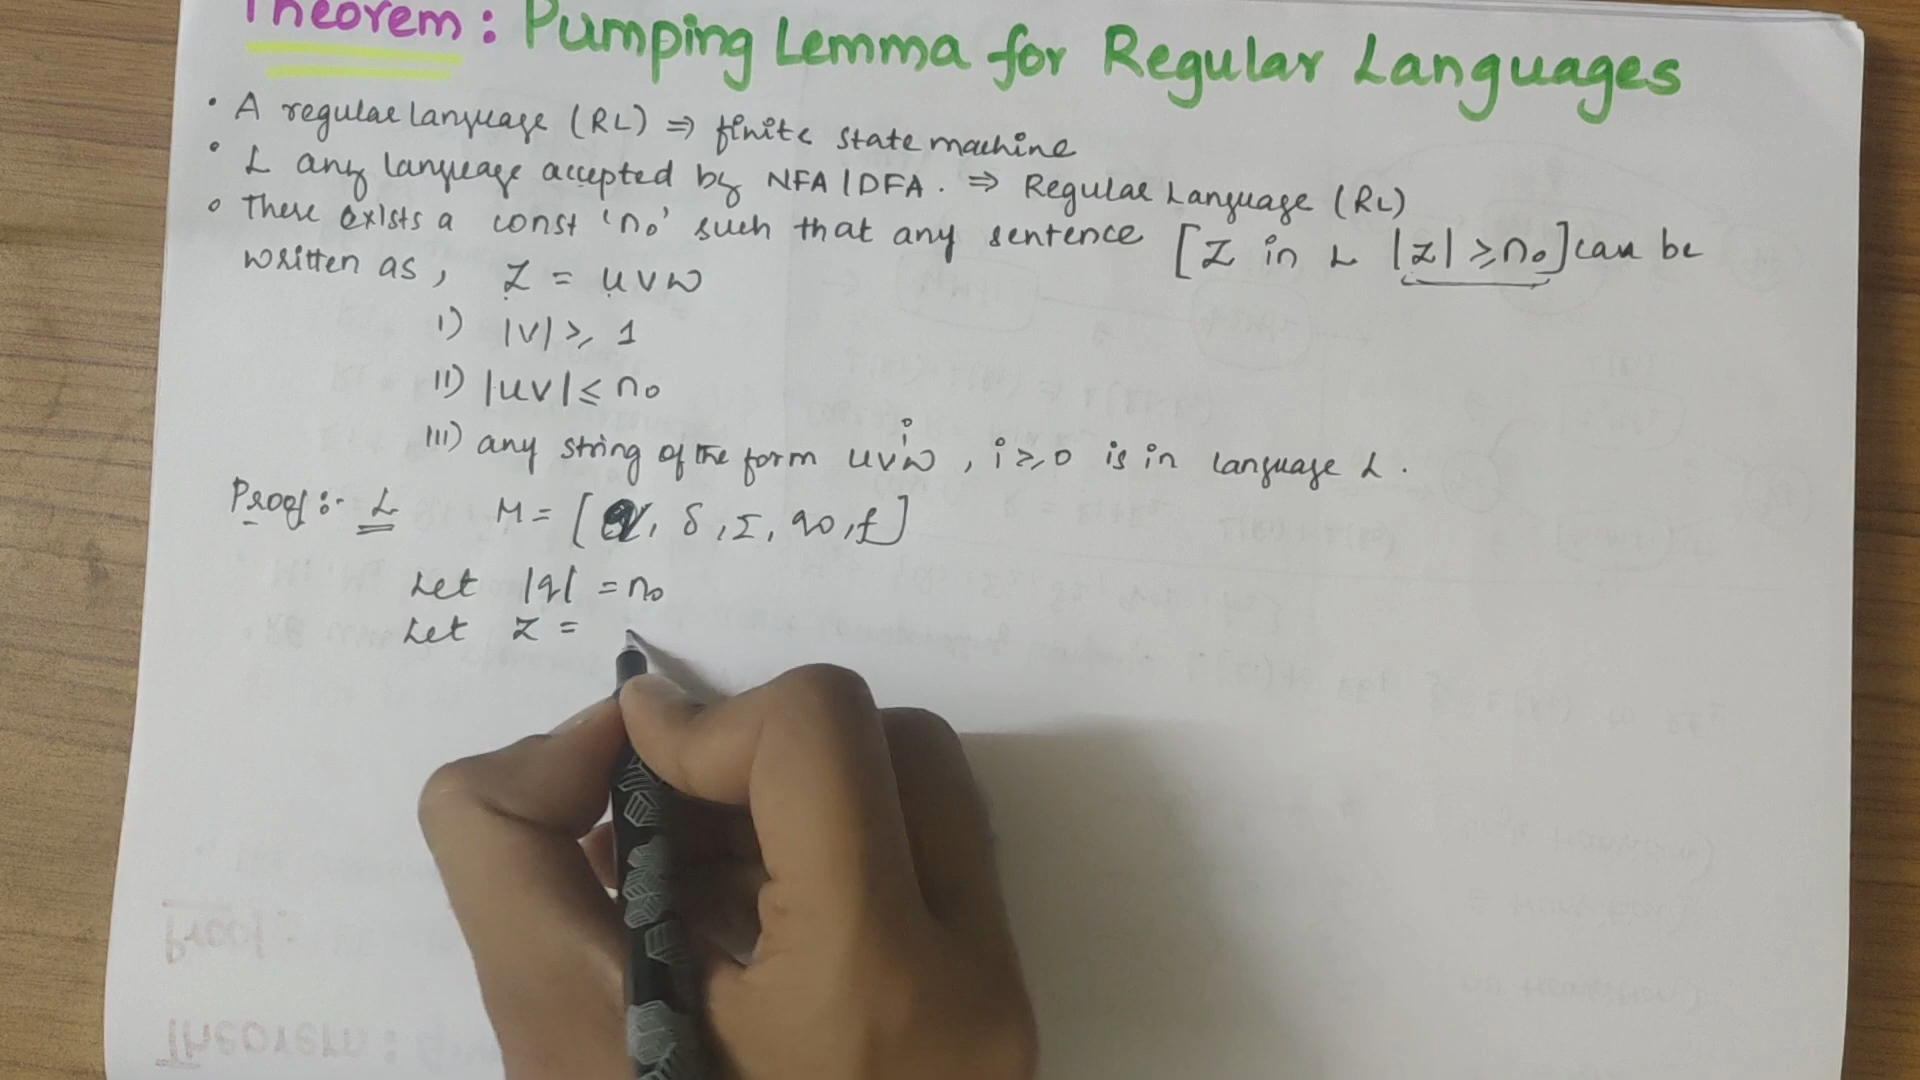 Theorem : Pumping Lemma for Regular Languages
• A regular language (RL) ⇒ finite state machine
• L any language accepted by NFA | DFA. ⇒ Regular Language (RL)
• There exists a const 'n₀' such that any sentence [Z in L |z| ≥ n₀] can be
written as, Z = uvw
i) |v| ≥ 1
ii) |uv| ≤ n₀
iii) any string of the form uvⁱw, i ≥ 0 is in language L.
Proof :- L M = [Q, δ, Σ, q0, f]
Let |q| = n₀
Let Z =